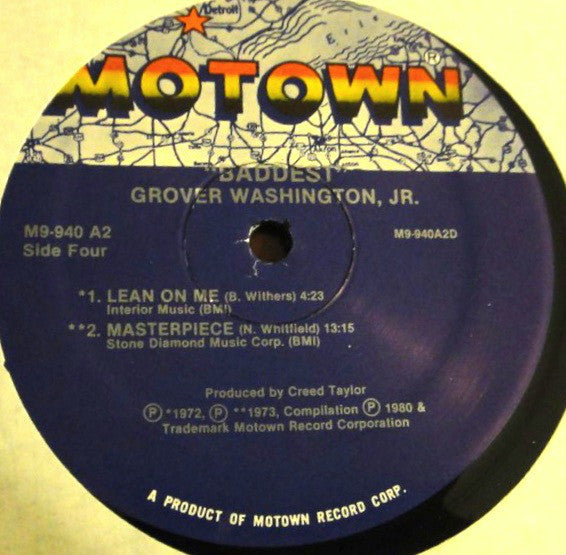 Detroit
ERIE
MOTOWN®
"BADDEST"
GROVER WASHINGTON, JR.
M9-940 A2
Side Four
M9-940A2D
*1. LEAN ON ME (B. Withers) 4:23
Interior Music (BMI)
**2. MASTERPIECE (N. Whitfield) 13:15
Stone Diamond Music Corp. (BMI)
Produced by Creed Taylor
℗ *1972, ℗ **1973, Compilation ℗ 1980 &
Trademark Motown Record Corporation
A PRODUCT OF MOTOWN RECORD CORP.